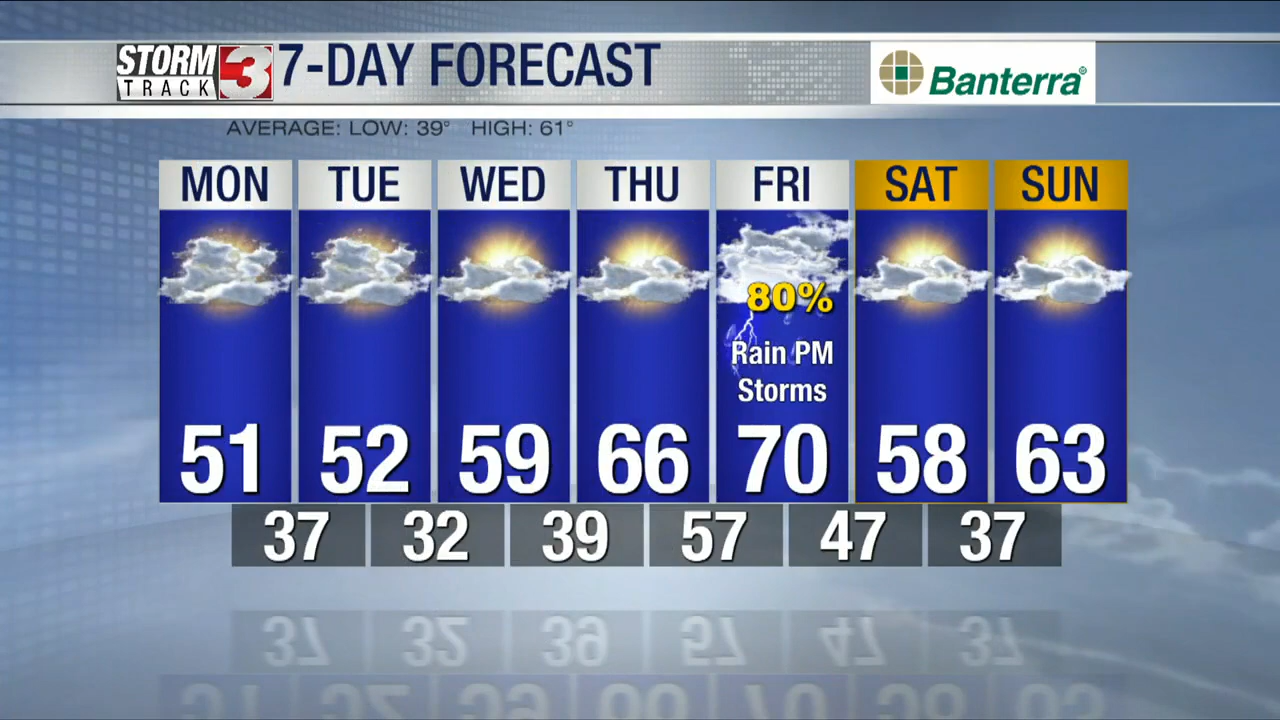 STORM TRACK 3
7-DAY FORECAST
Banterra®
AVERAGE: LOW: 39° HIGH: 61°
MON TUE WED THU FRI SAT SUN
80%
Rain PM
Storms
51 52 59 66 70 58 63
37 32 39 57 47 37